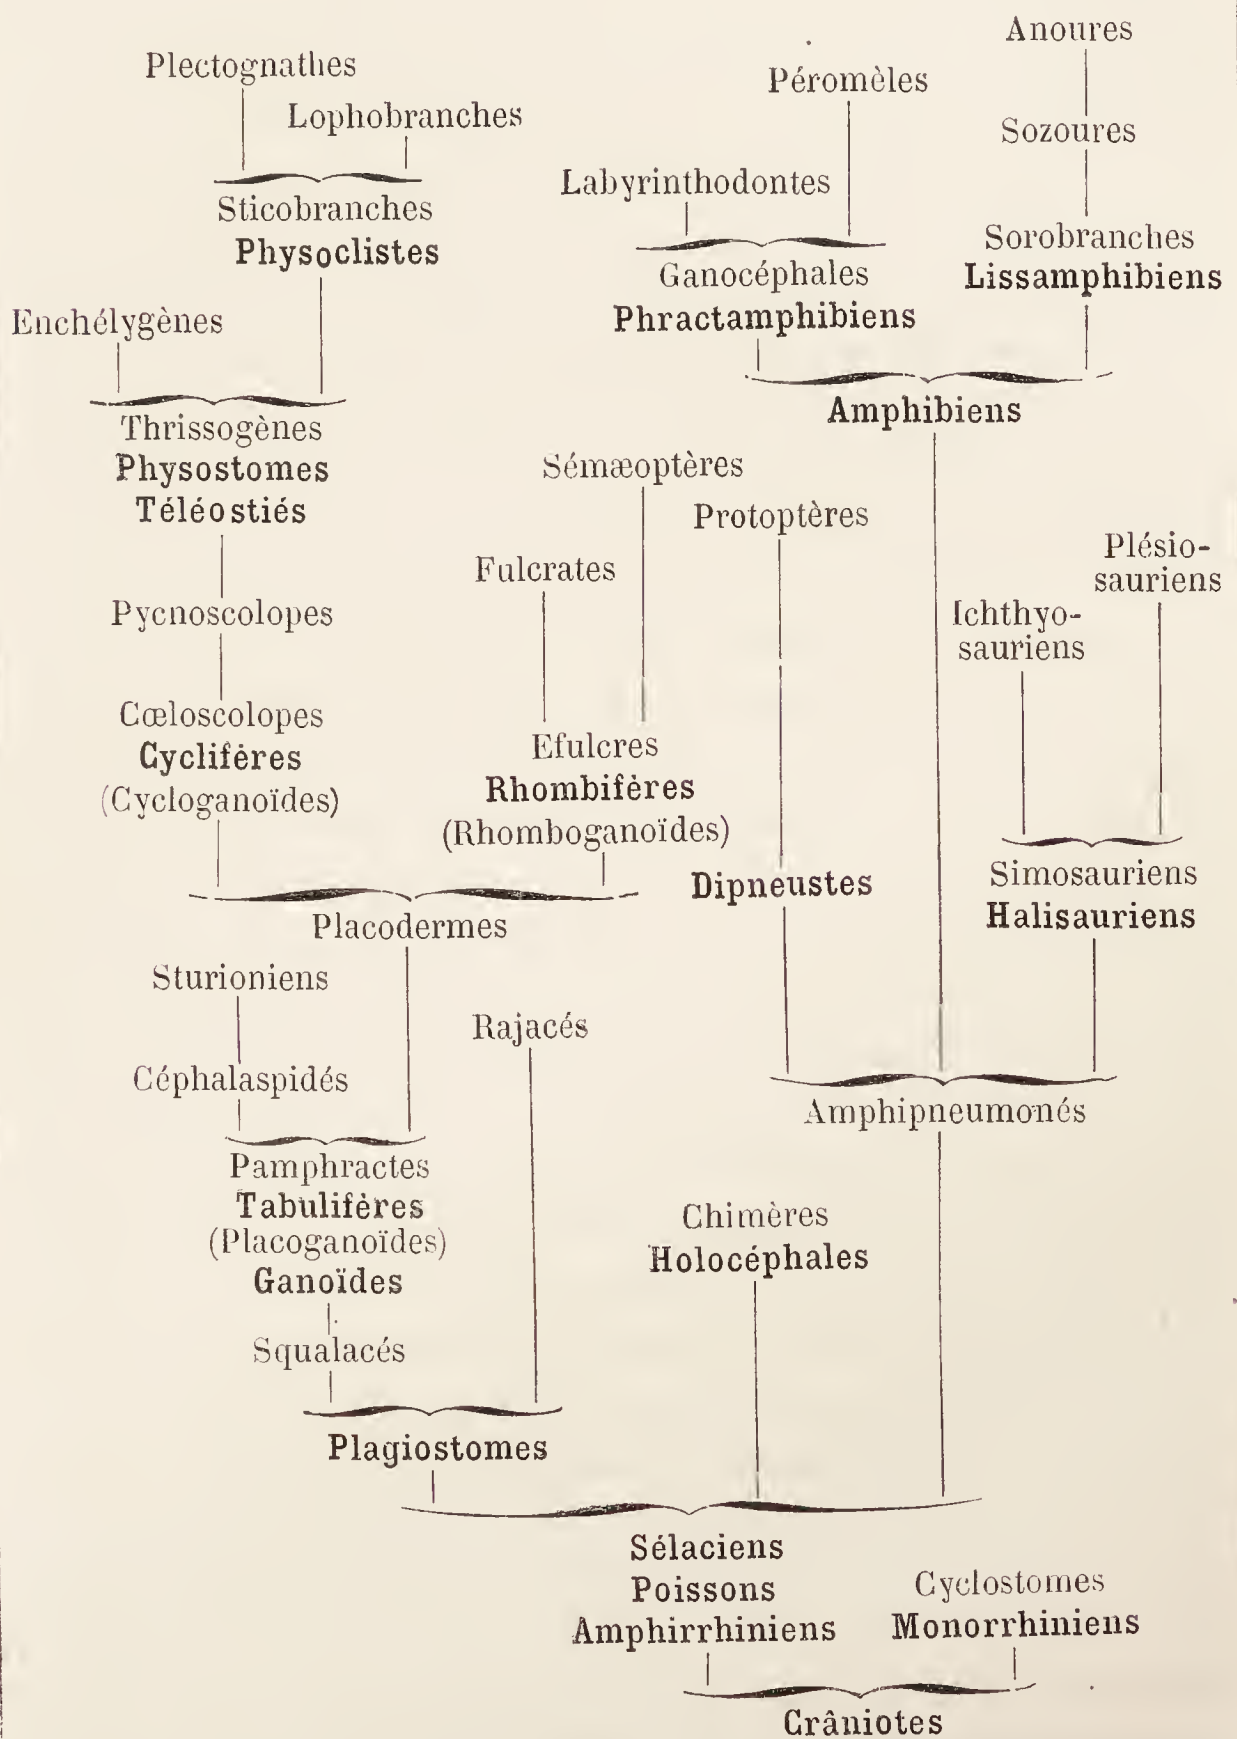 Anoures
Plectognathes
Péromèles
Lophobranches
Sozoures
Labyrinthodontes
Sticobranches
Physoclistes
Sorobranches
Lissamphibiens
Ganocéphales
Phractamphibiens
Enchélygènes
Amphibiens
Thrissogènes
Physostomes
Téléostiés
Sémæoptères
Protoptères
Plésio-
sauriens
Fulcrates
Pycnoscolopes
Ichthyo-
sauriens
Cœloscolopes
Cyclifères
(Cycloganoïdes)
Efulcres
Rhombifères
(Rhomboganoïdes)
Dipneustes
Simosauriens
Halisauriens
Placodermes
Sturioniens
Rajacés
Céphalaspidés
Amphipneumonés
Pamphractes
Tabulifères
(Placoganoïdes)
Ganoïdes
Chimères
Holocéphales
Squalacés
Plagiostomes
Sélaciens
Poissons
Amphirrhiniens
Cyclostomes
Monorrhiniens
Crâniotes